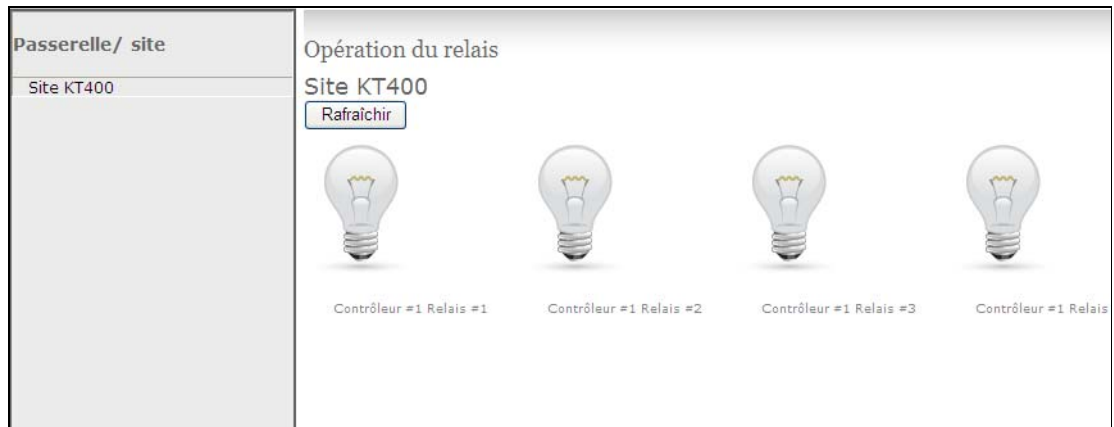 Passerelle/ site
Site KT400
Opération du relais
Site KT400
Rafraîchir
Contrôleur #1 Relais #1
Contrôleur #1 Relais #2
Contrôleur #1 Relais #3
Contrôleur #1 Relais